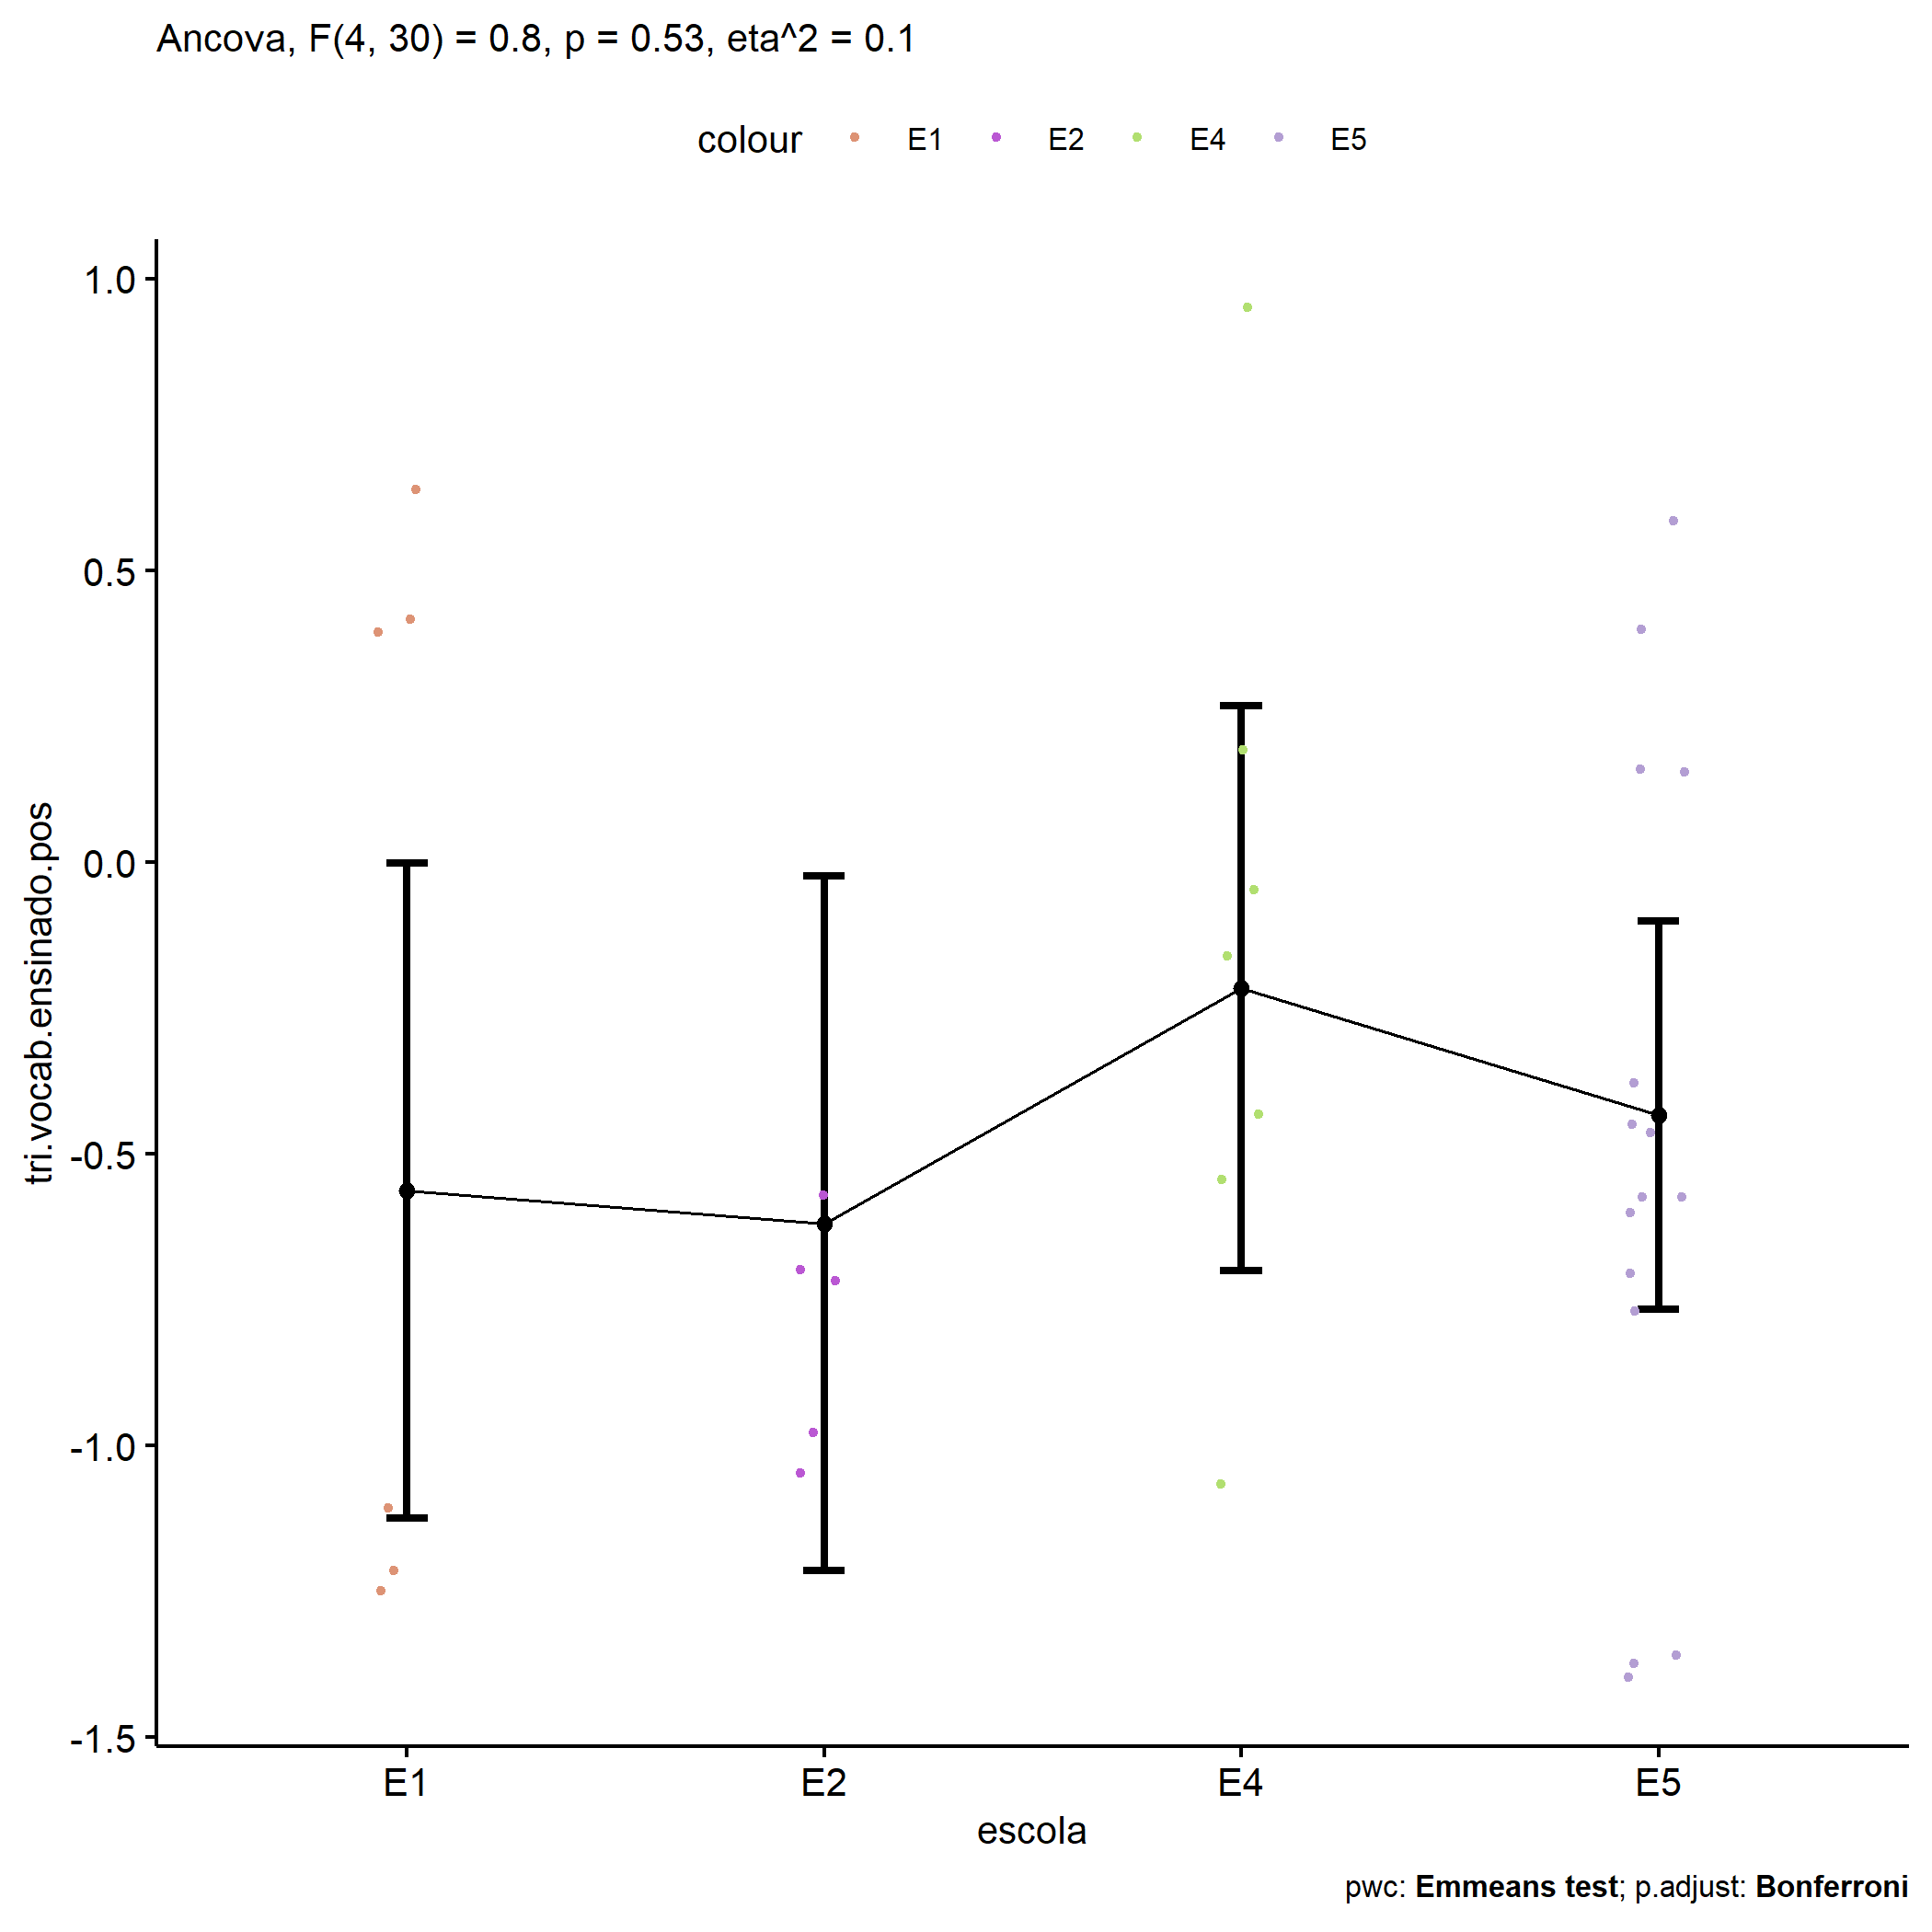 Ancova, F(4, 30) = 0.8, p = 0.53, eta^2 = 0.1
colour E1 E2 E4 E5
1.0
0.5
0.0
-0.5
-1.0
-1.5
tri.vocab.ensinado.pos
E1 E2 E4 E5
escola
pwc: Emmeans test; p.adjust: Bonferroni